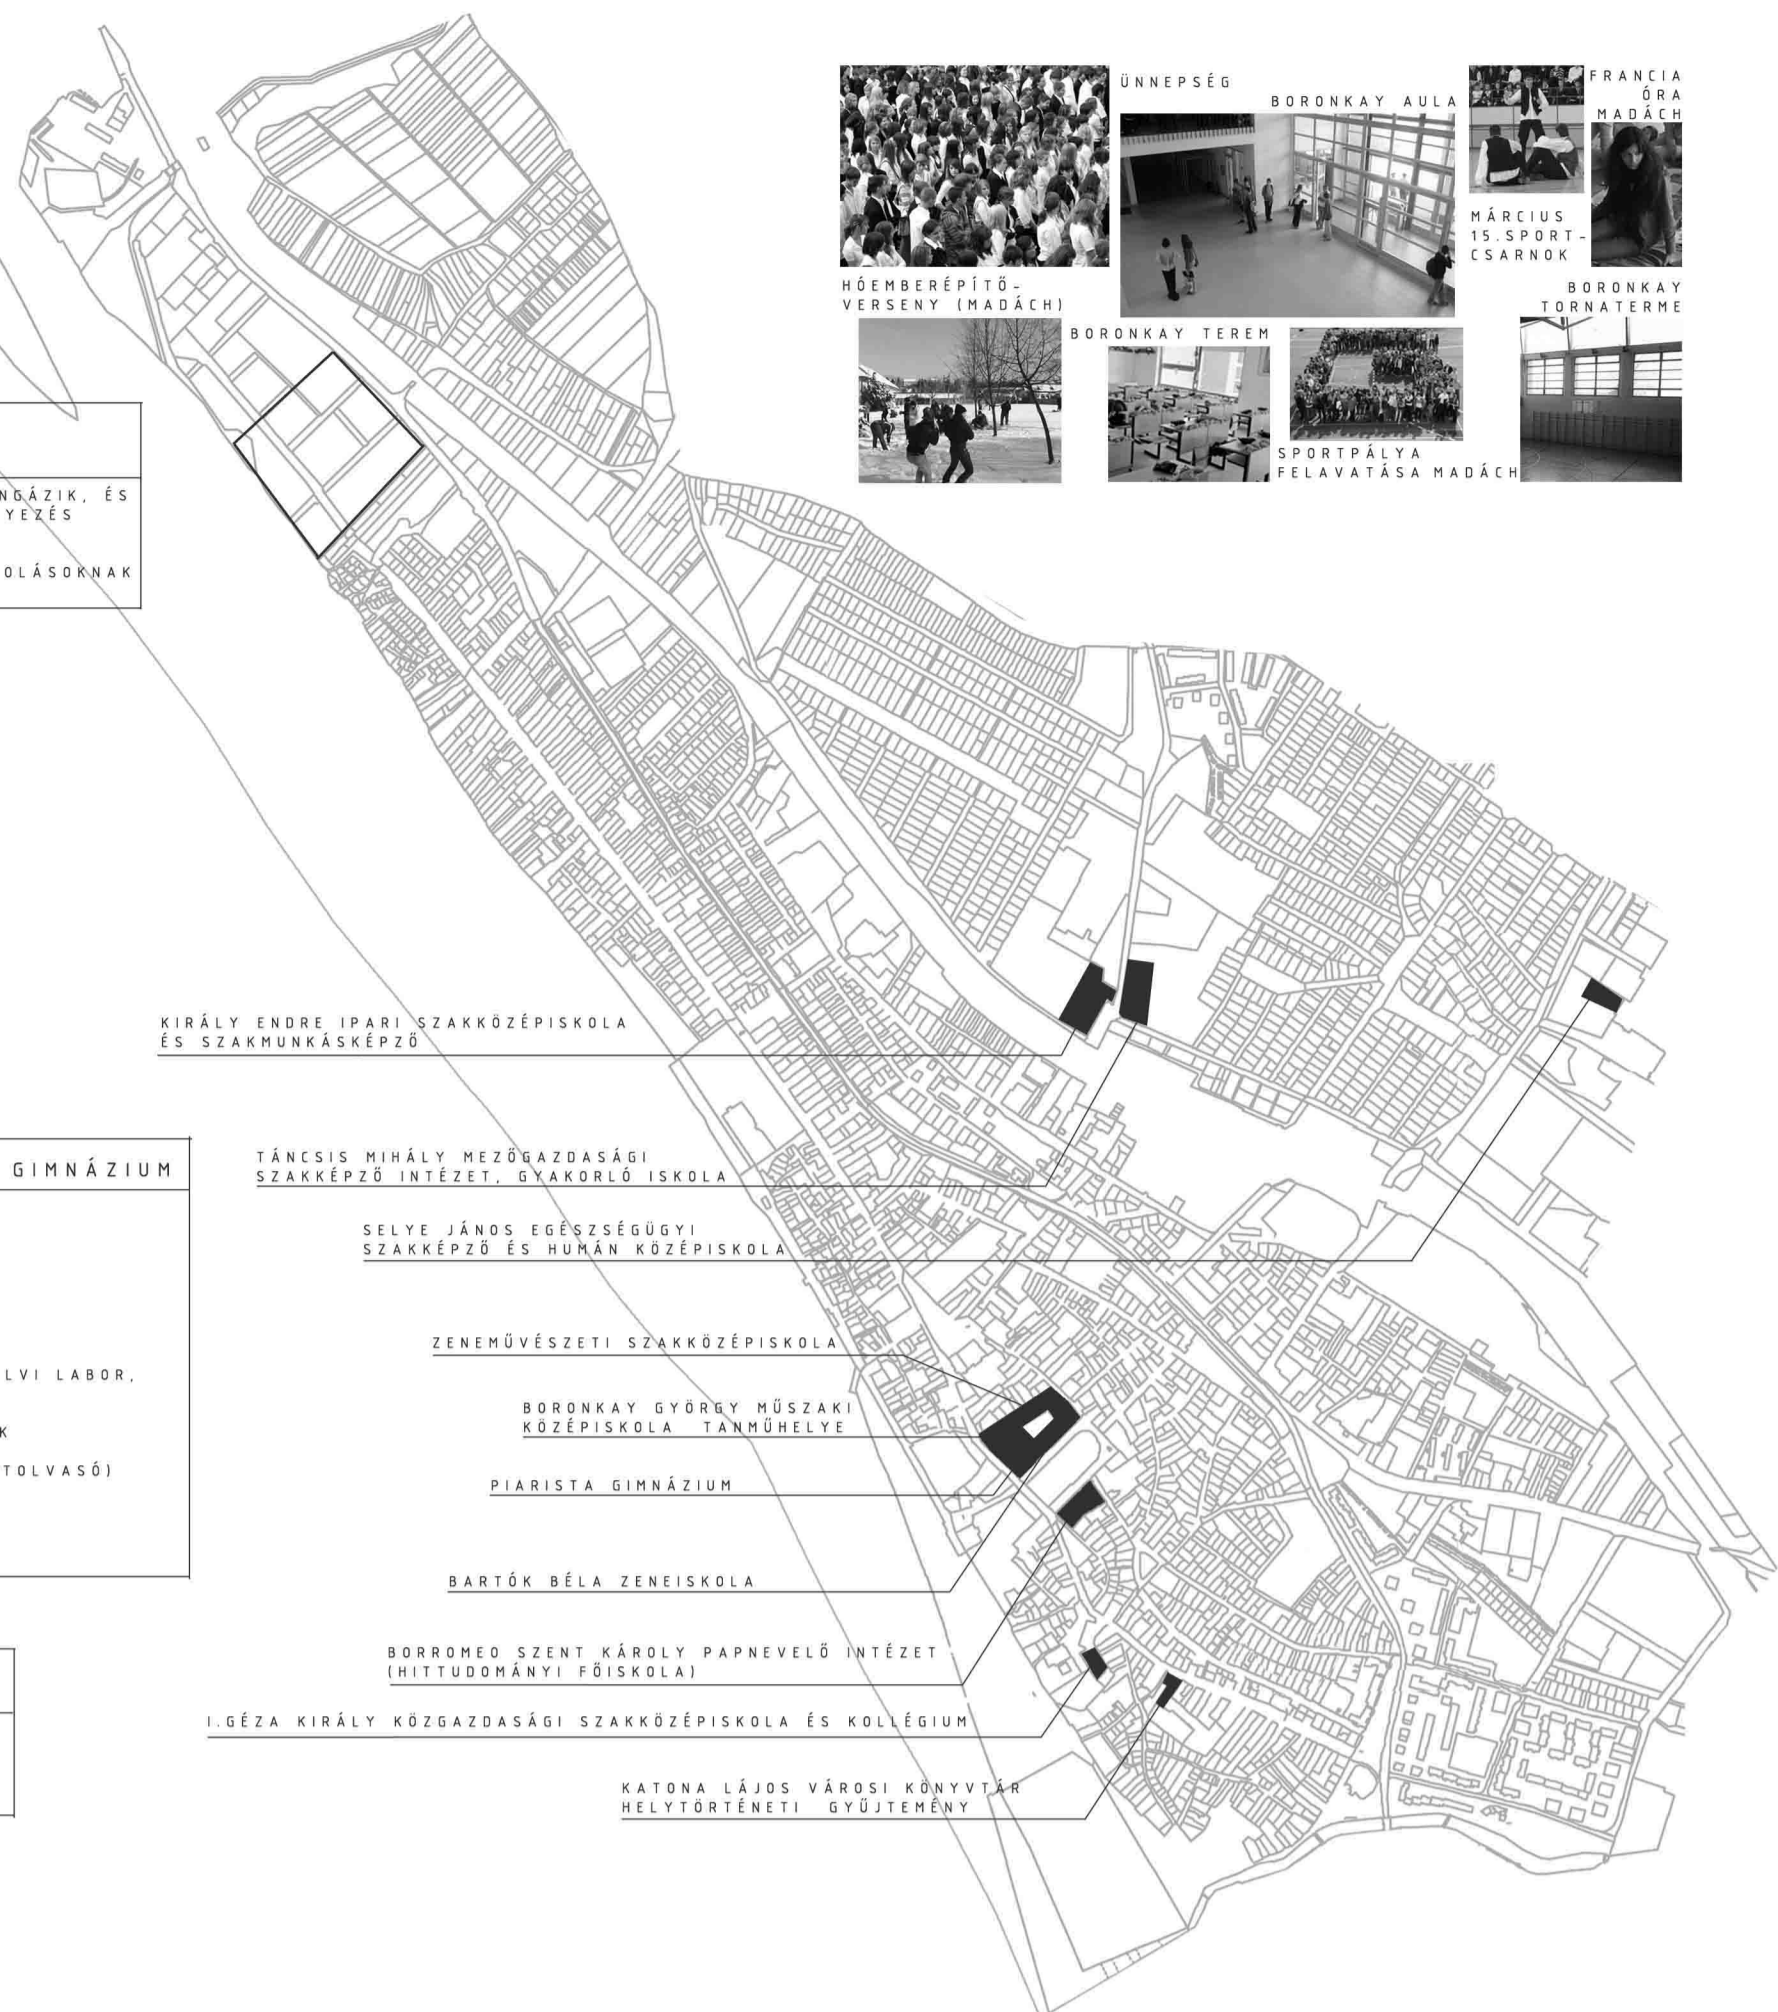 ÜNNEPSÉG
BORONKAY AULA
FRANCIA
ÓRA
MADÁCH
MÁRCIUS
15.SPORT-
CSARNOK
HÓEMBERÉPÍTŐ-
VERSENY (MADÁCH)
BORONKAY
TORNATERME
BORONKAY TEREM
SPORTPÁLYA
FELAVATÁSA MADÁCH
NGÁZIK, ÉS
YEZÉS
OLÁSOKNAK
KIRÁLY ENDRE IPARI SZAKKÖZÉPISKOLA
ÉS SZAKMUNKÁSKÉPZŐ
GIMNÁZIUM
TÁNCSIS MIHÁLY MEZŐGAZDASÁGI
SZAKKÉPZŐ INTÉZET, GYAKORLÓ ISKOLA
SELYE JÁNOS EGÉSZSÉGÜGYI
SZAKKÉPZŐ ÉS HUMÁN KÖZÉPISKOLA
ZENEMŰVÉSZETI SZAKKÖZÉPISKOLA
LVI LABOR,
BORONKAY GYÖRGY MŰSZAKI
KÖZÉPISKOLA TANMŰHELYE
K
TOLVASÓ)
PIARISTA GIMNÁZIUM
BARTÓK BÉLA ZENEISKOLA
BORROMEO SZENT KÁROLY PAPNEVELŐ INTÉZET
(HITTUDOMÁNYI FŐISKOLA)
I.GÉZA KIRÁLY KÖZGAZDASÁGI SZAKKÖZÉPISKOLA ÉS KOLLÉGIUM
KATONA LÁJOS VÁROSI KÖNYVTÁR
HELYTÖRTÉNETI GYŰJTEMÉNY